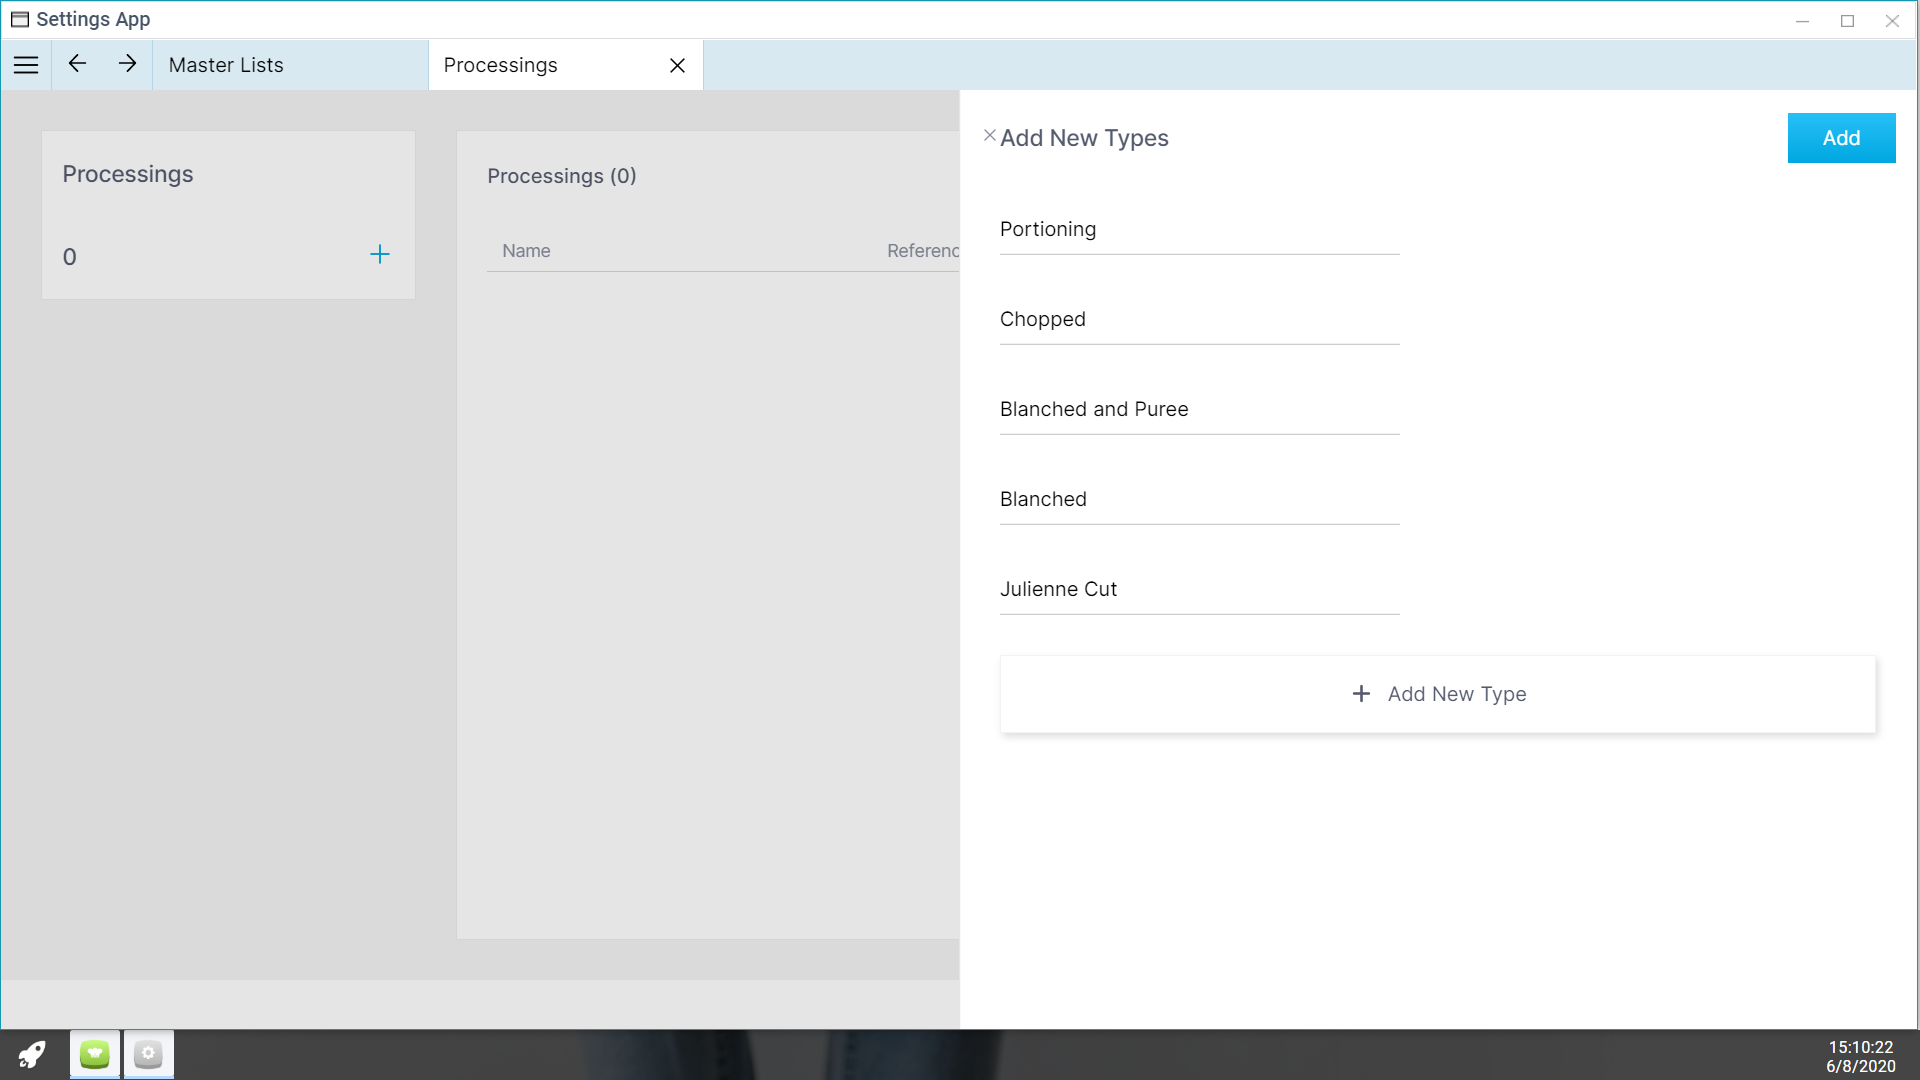 Settings App
Master Lists
Processings
Processings
0
Processings (0)
Name
Referenc
Add New Types
Add
Portioning
Chopped
Blanched and Puree
Blanched
Julienne Cut
Add New Type
15:10:22
6/8/2020